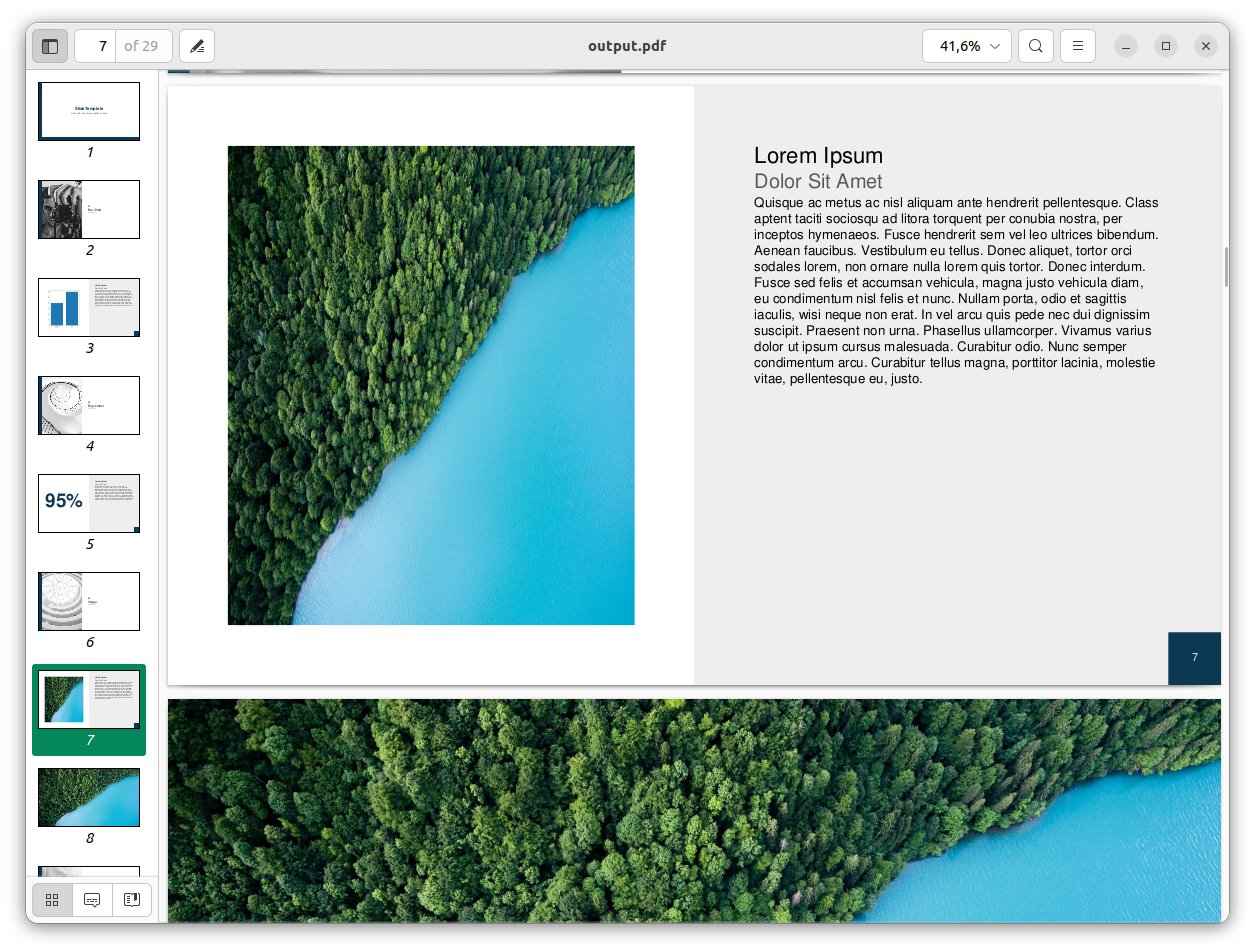 7 of 29
output.pdf
41,6%
Slide Template
1
2
3
4
95%
5
6
7
8
Lorem Ipsum
Dolor Sit Amet
Quisque ac metus ac nisl aliquam ante hendrerit pellentesque. Class
aptent taciti sociosqu ad litora torquent per conubia nostra, per
inceptos hymenaeos. Fusce hendrerit sem vel leo ultrices bibendum.
Aenean faucibus. Vestibulum eu tellus. Donec aliquet, tortor orci
sodales lorem, non ornare nulla lorem quis tortor. Donec interdum.
Fusce sed felis et accumsan vehicula, magna justo vehicula diam,
eu condimentum nisl felis et nunc. Nullam porta, odio et sagittis
iaculis, wisi neque non erat. In vel arcu quis pede nec dui dignissim
suscipit. Praesent non urna. Phasellus ullamcorper. Vivamus varius
dolor ut ipsum cursus malesuada. Curabitur odio. Nunc semper
condimentum arcu. Curabitur tellus magna, porttitor lacinia, molestie
vitae, pellentesque eu, justo.
7